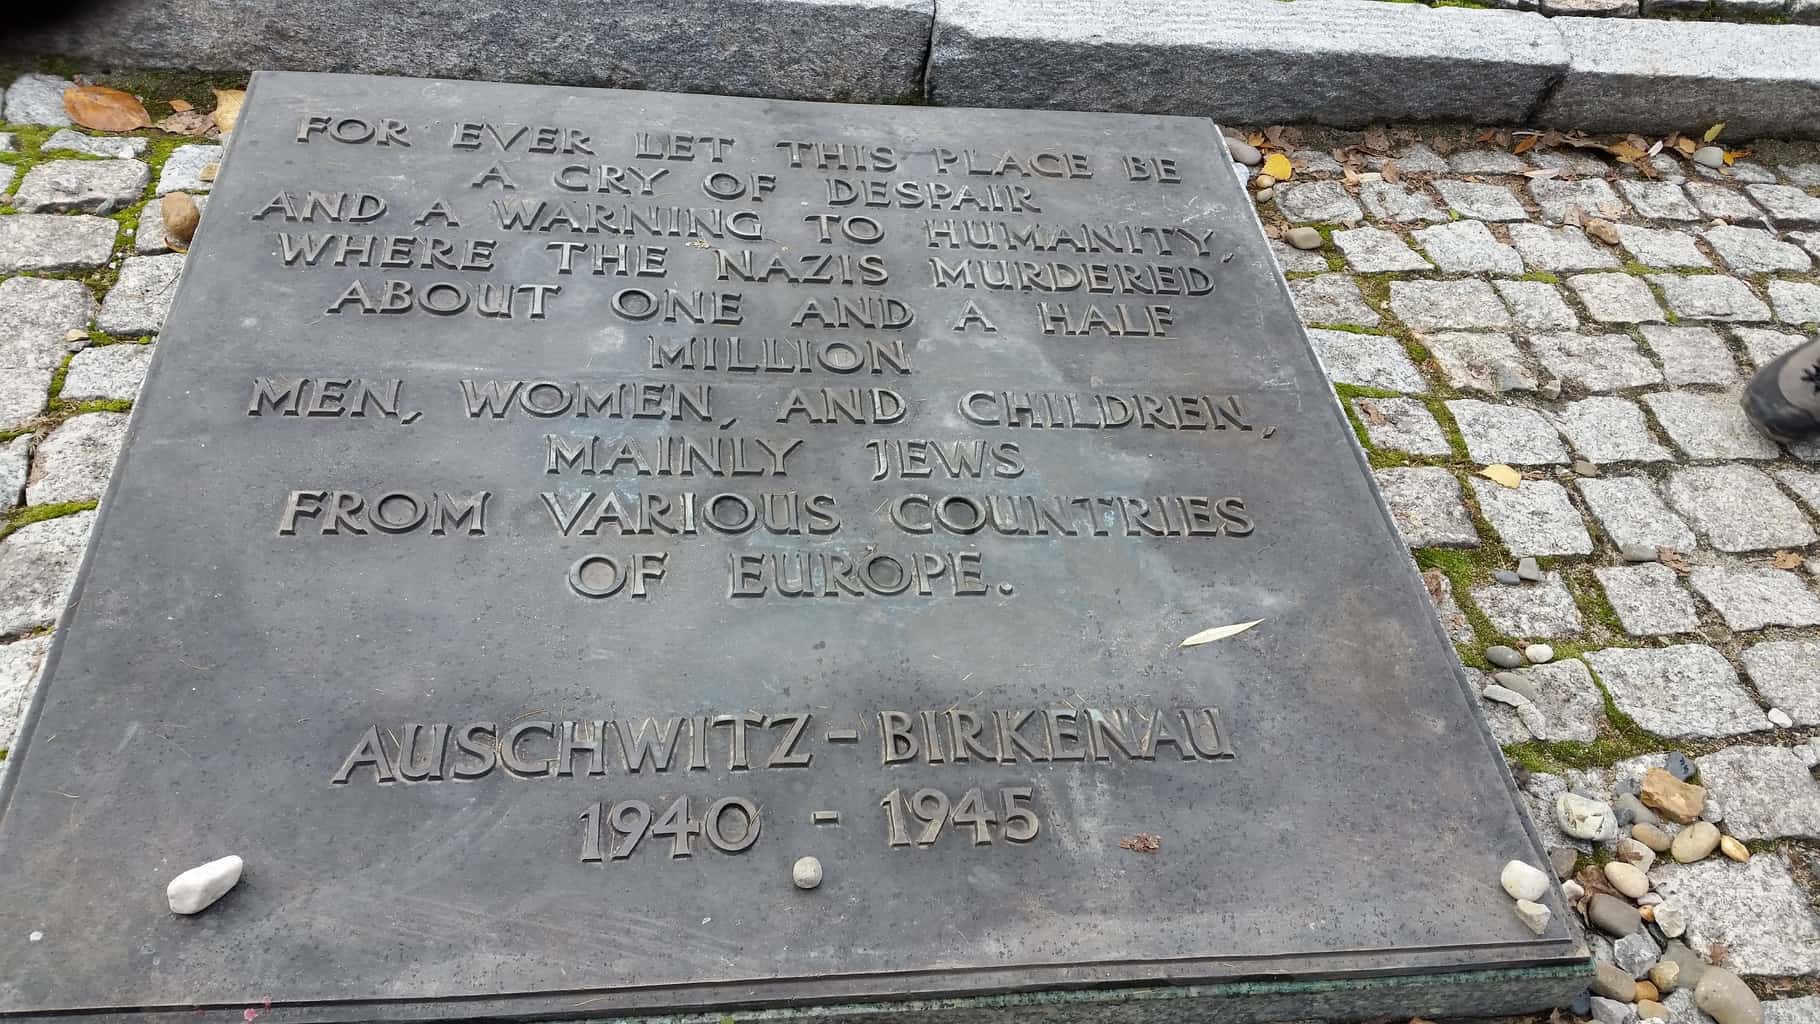 FOR EVER LET THIS PLACE BE
A CRY OF DESPAIR
AND A WARNING TO HUMANITY,
WHERE THE NAZIS MURDERED
ABOUT ONE AND A HALF
MILLION
MEN, WOMEN, AND CHILDREN,
MAINLY JEWS
FROM VARIOUS COUNTRIES
OF EUROPE.
AUSCHWITZ - BIRKENAU
1940 - 1945